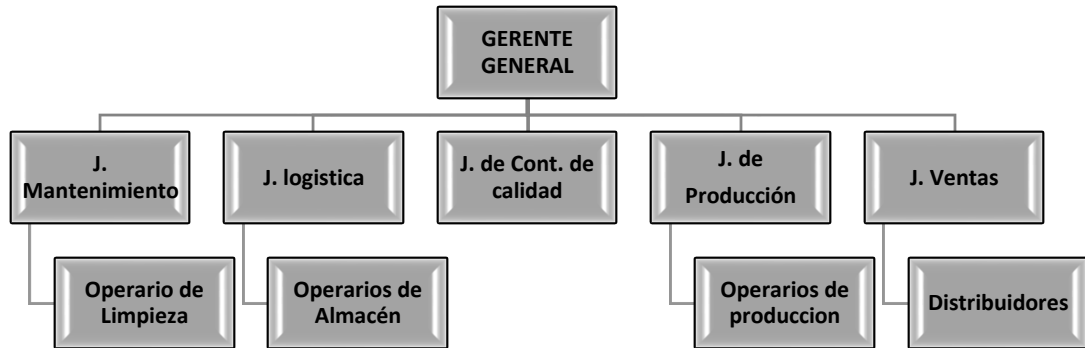 GERENTE
GENERAL
J.
Mantenimiento
J. logistica
J. de Cont. de
calidad
J. de
Producción
J. Ventas
Operario de
Limpieza
Operarios de
Almacén
Operarios de
produccion
Distribuidores